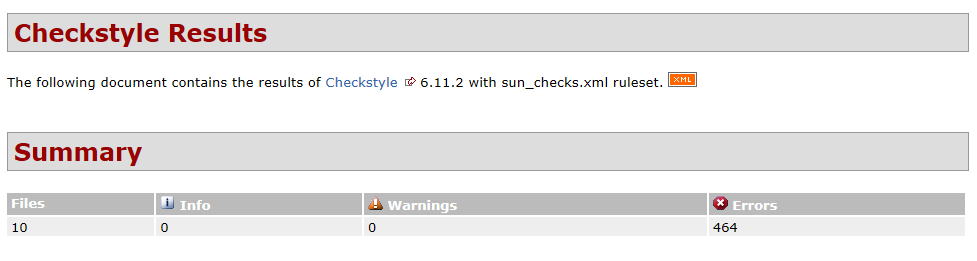 Checkstyle Results
The following document contains the results of Checkstyle 6.11.2 with sun_checks.xml ruleset. XML
Summary
Files Info Warnings Errors
10 0 0 464